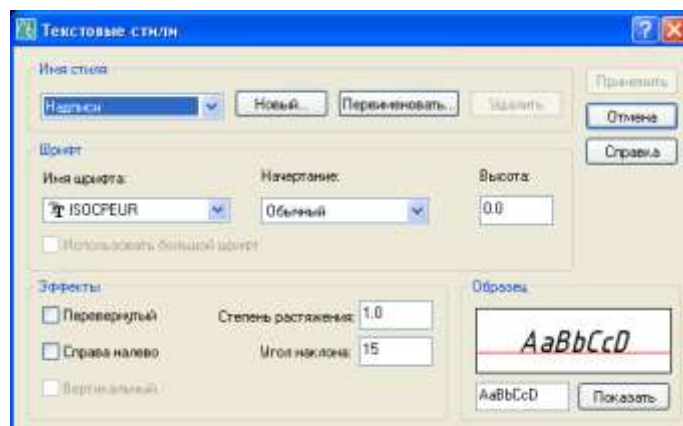 Текстовые стили
Имя стиля
Надписи
Новый...
Переименовать...
Удалить
Применить
Отмена
Справка
Шрифт
Имя шрифта:
Начертание:
Высота:
ISOCPEUR
Обычный
0.0
Использовать большой шрифт
Эффекты
Перевернутый
Степень растяжения: 1.0
Справа налево
Угол наклона: 15
Вертикальный
Образец
AaBbCcD
AaBbCcD
Показать